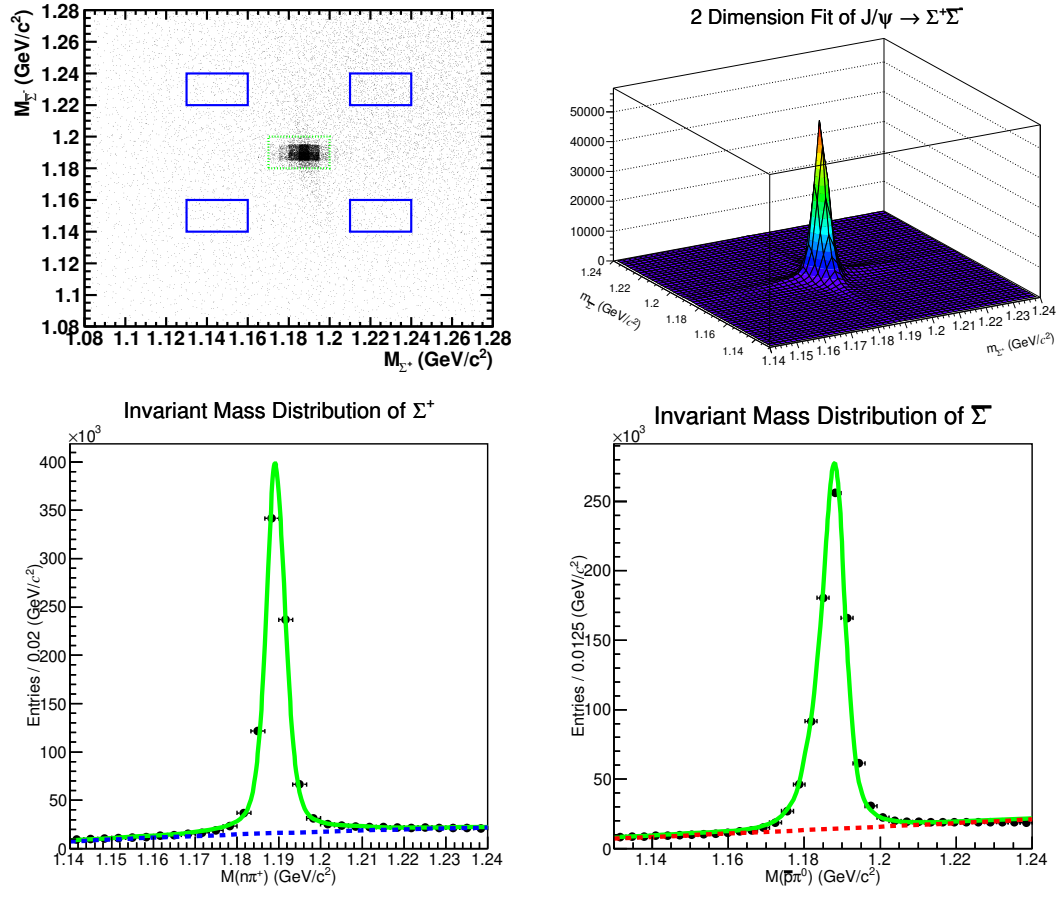 1.28
1.26
1.24
1.22
1.2
1.18
1.16
1.14
1.12
1.1
1.08
M_Σ̅⁻ (GeV/c²)
1.08 1.1 1.12 1.14 1.16 1.18 1.2 1.22 1.24 1.26 1.28
M_Σ⁺ (GeV/c²)
2 Dimension Fit of J/ψ → Σ⁺Σ̅⁻
50000
40000
30000
20000
10000
0
1.24
1.22
1.2
1.18
1.16
1.14
m_Σ̅⁻ (GeV/c²)
1.14 1.15 1.16 1.17 1.18 1.19 1.2 1.21 1.22 1.23 1.24
m_Σ⁺ (GeV/c²)
Invariant Mass Distribution of Σ⁺
×10³
400
350
300
250
200
150
100
50
0
Entries / 0.02 (GeV/c²)
1.14 1.15 1.16 1.17 1.18 1.19 1.2 1.21 1.22 1.23 1.24
M(nπ⁺) (GeV/c²)
Invariant Mass Distribution of Σ̅⁻
×10³
250
200
150
100
50
0
Entries / 0.0125 (GeV/c²)
1.14 1.16 1.18 1.2 1.22 1.24
M(p̅π⁰) (GeV/c²)